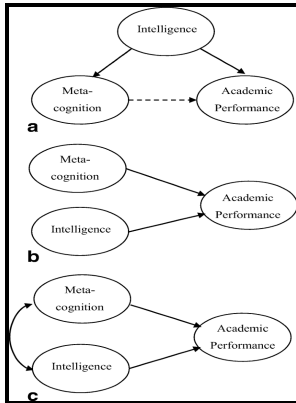 Intelligence
Meta-
cognition
Academic
Performance
a
Meta-
cognition
Academic
Performance
Intelligence
b
Meta-
cognition
Academic
Performance
Intelligence
c